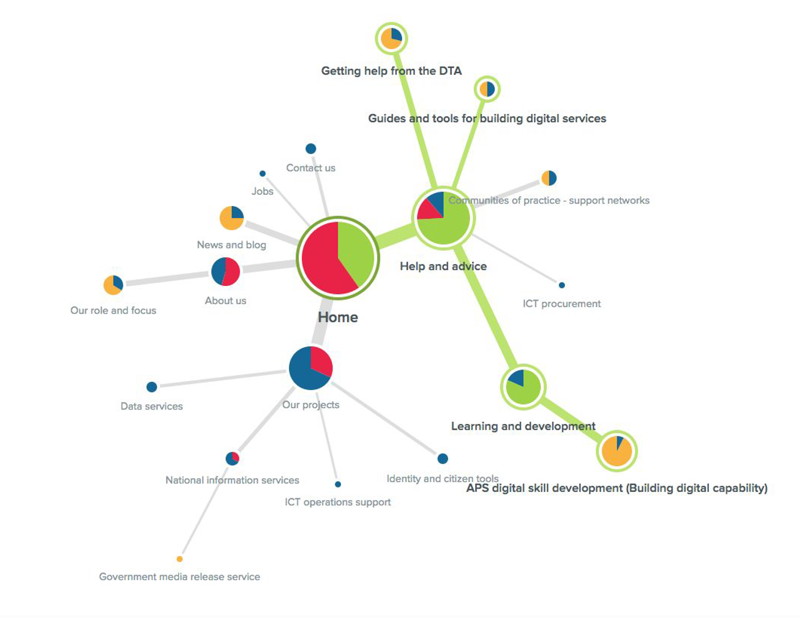 Getting help from the DTA
Guides and tools for building digital services
Contact us
Jobs
Communities of practice - support networks
News and blog
Help and advice
About us
Our role and focus
ICT procurement
Home
Our projects
Data services
Learning and development
National information services
Identity and citizen tools
APS digital skill development (Building digital capability)
ICT operations support
Government media release service